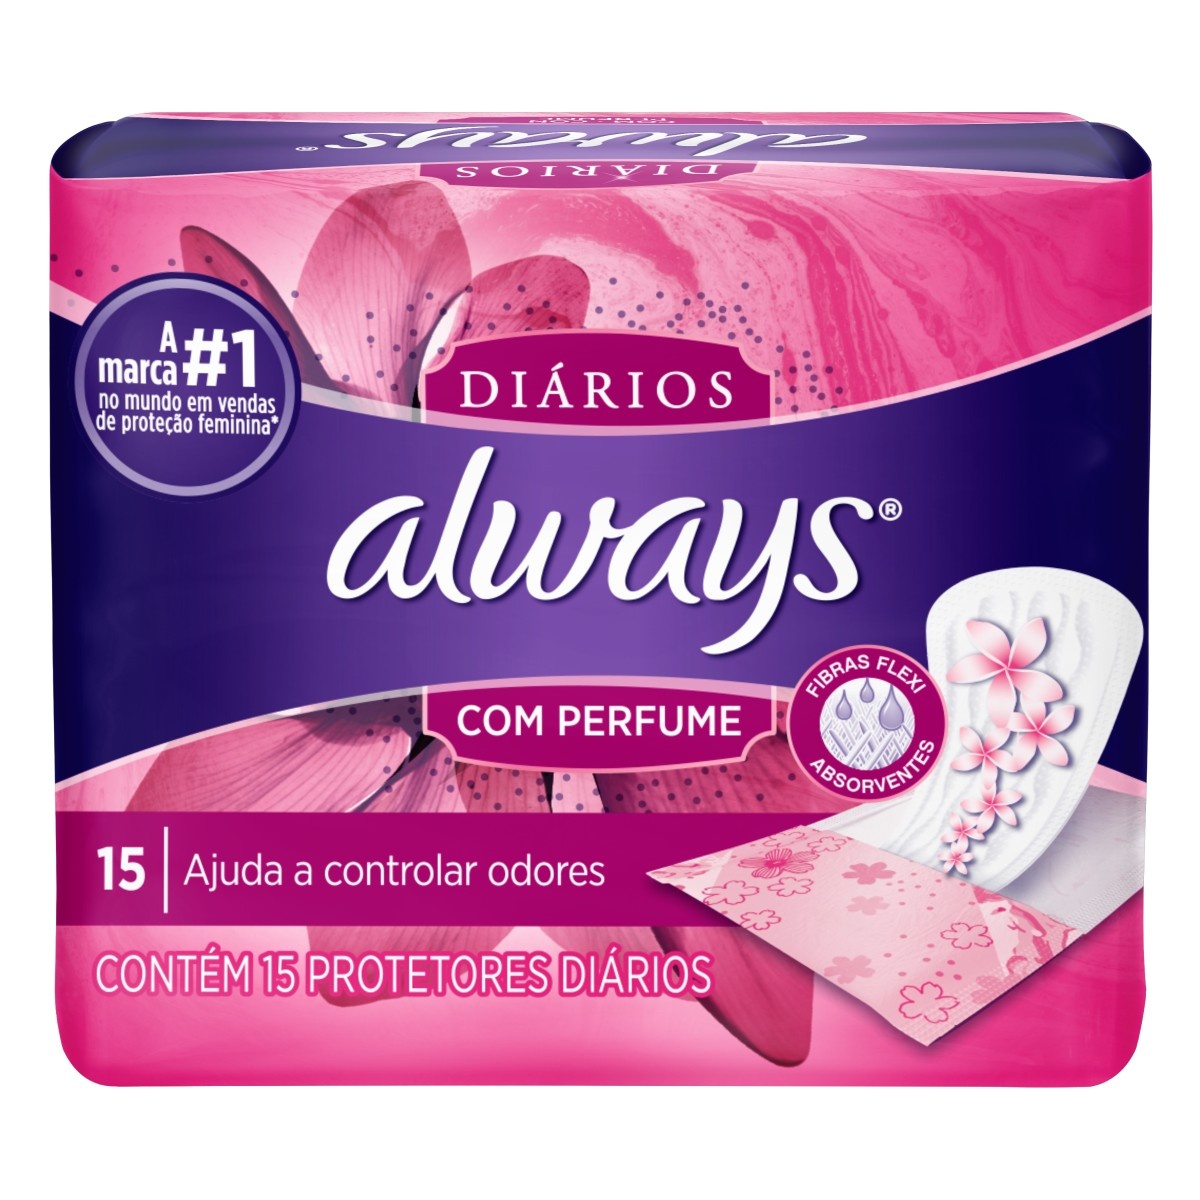 always®
DIÁRIOS
A
marca #1
no mundo em vendas
de proteção feminina*
DIÁRIOS
always®
COM PERFUME
FIBRAS FLEXI
ABSORVENTES
15 | Ajuda a controlar odores
CONTÉM 15 PROTETORES DIÁRIOS